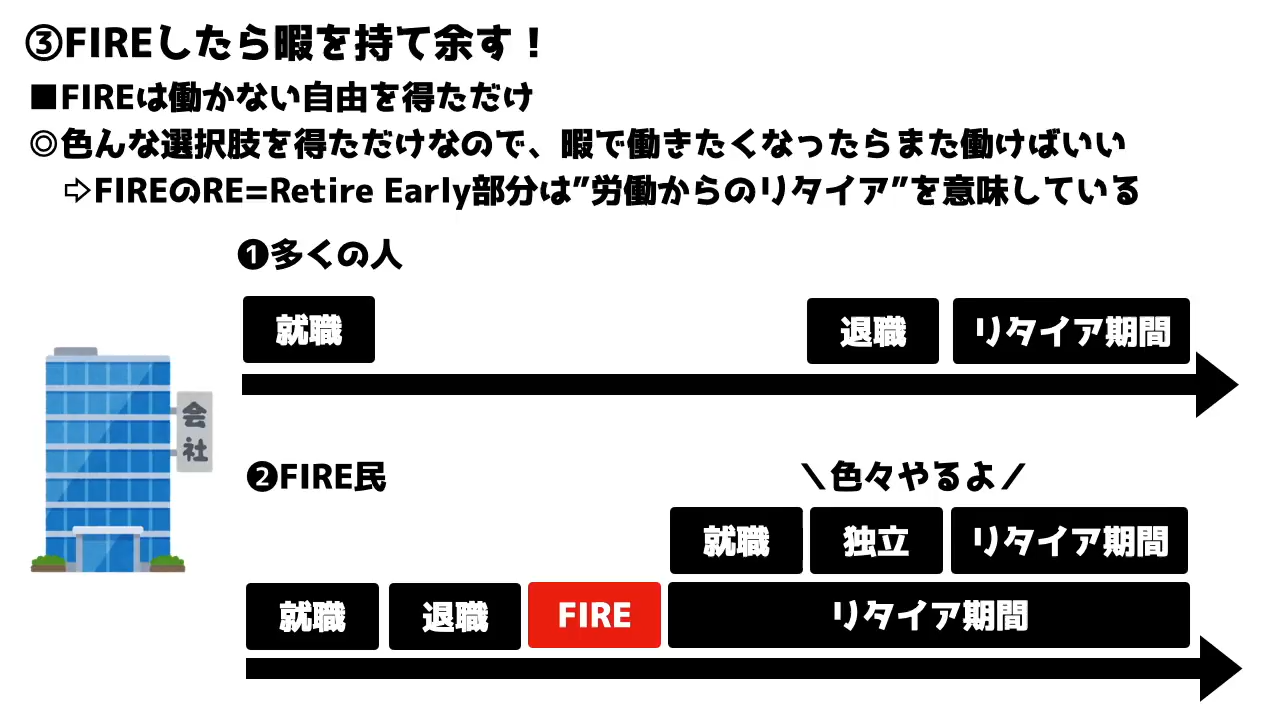 ③FIREしたら暇を持て余す！
■FIREは働かない自由を得ただけ
◎色んな選択肢を得ただけなので、暇で働きたくなったらまた働けばいい
⇨FIREのRE=Retire Early部分は”労働からのリタイア”を意味している
❶多くの人
就職
退職
リタイア期間
会社
❷FIRE民
＼色々やるよ／
就職
独立
リタイア期間
就職
退職
FIRE
リタイア期間